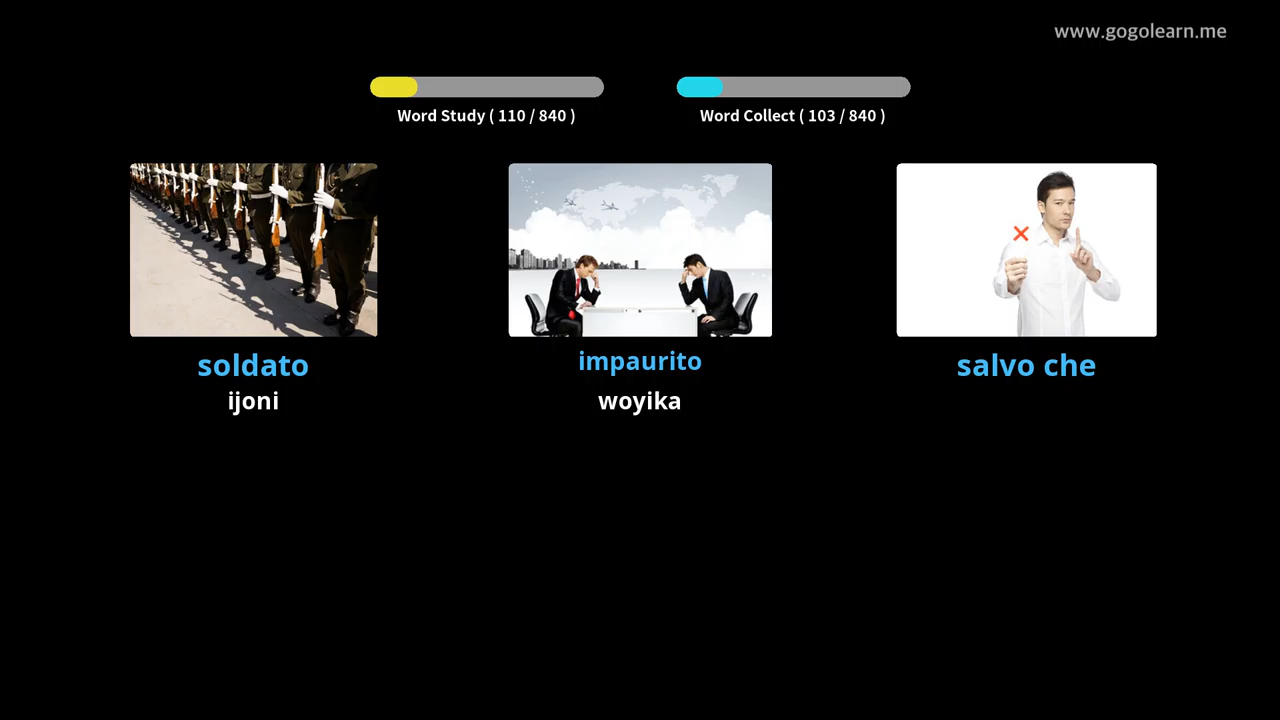 www.gogolearn.me
Word Study ( 110 / 840 )
Word Collect ( 103 / 840 )
soldato
ijoni
impaurito
woyika
salvo che